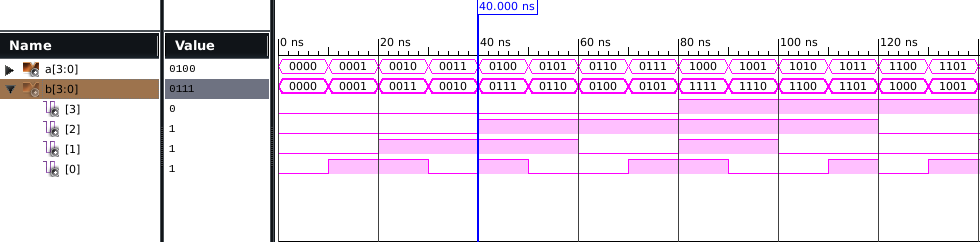 40.000 ns
Name Value
0 ns 20 ns 40 ns 60 ns 80 ns 100 ns 120 ns
a[3:0] 0100 0000 0001 0010 0011 0100 0101 0110 0111 1000 1001 1010 1011 1100 1101
b[3:0] 0111 0000 0001 0011 0010 0111 0110 0100 0101 1111 1110 1100 1101 1000 1001
[3] 0
[2] 1
[1] 1
[0] 1